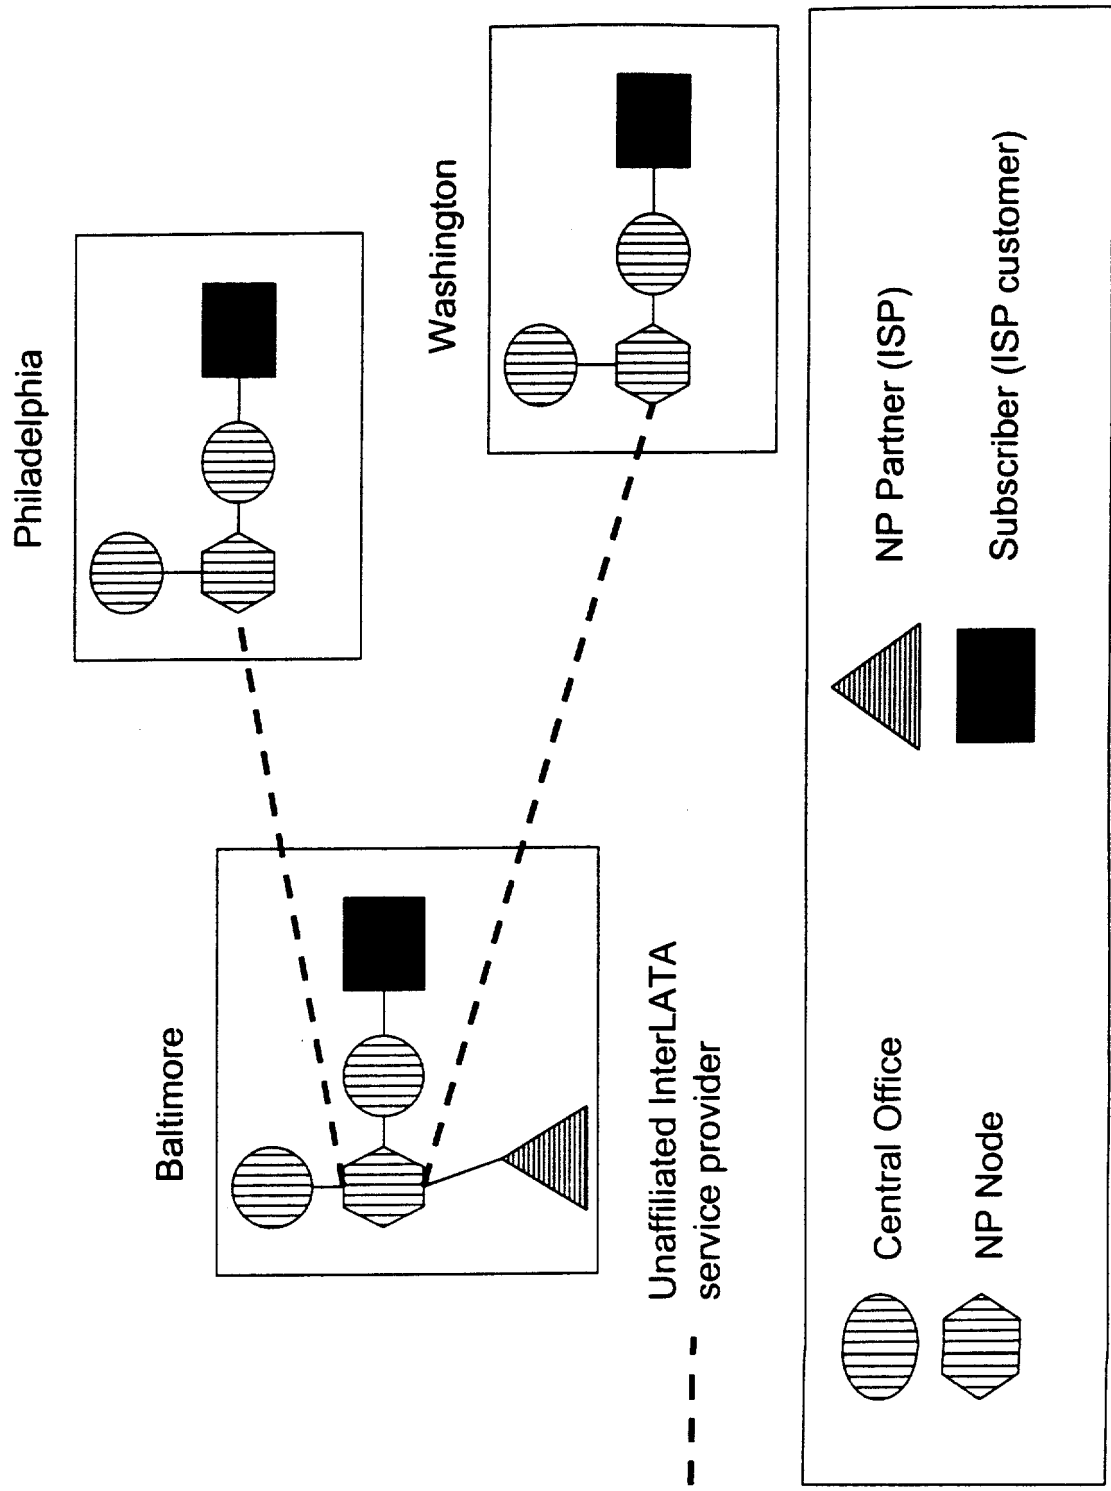 Philadelphia
Baltimore
Washington
Unaffiliated InterLATA
service provider
Central Office
NP Partner (ISP)
NP Node
Subscriber (ISP customer)